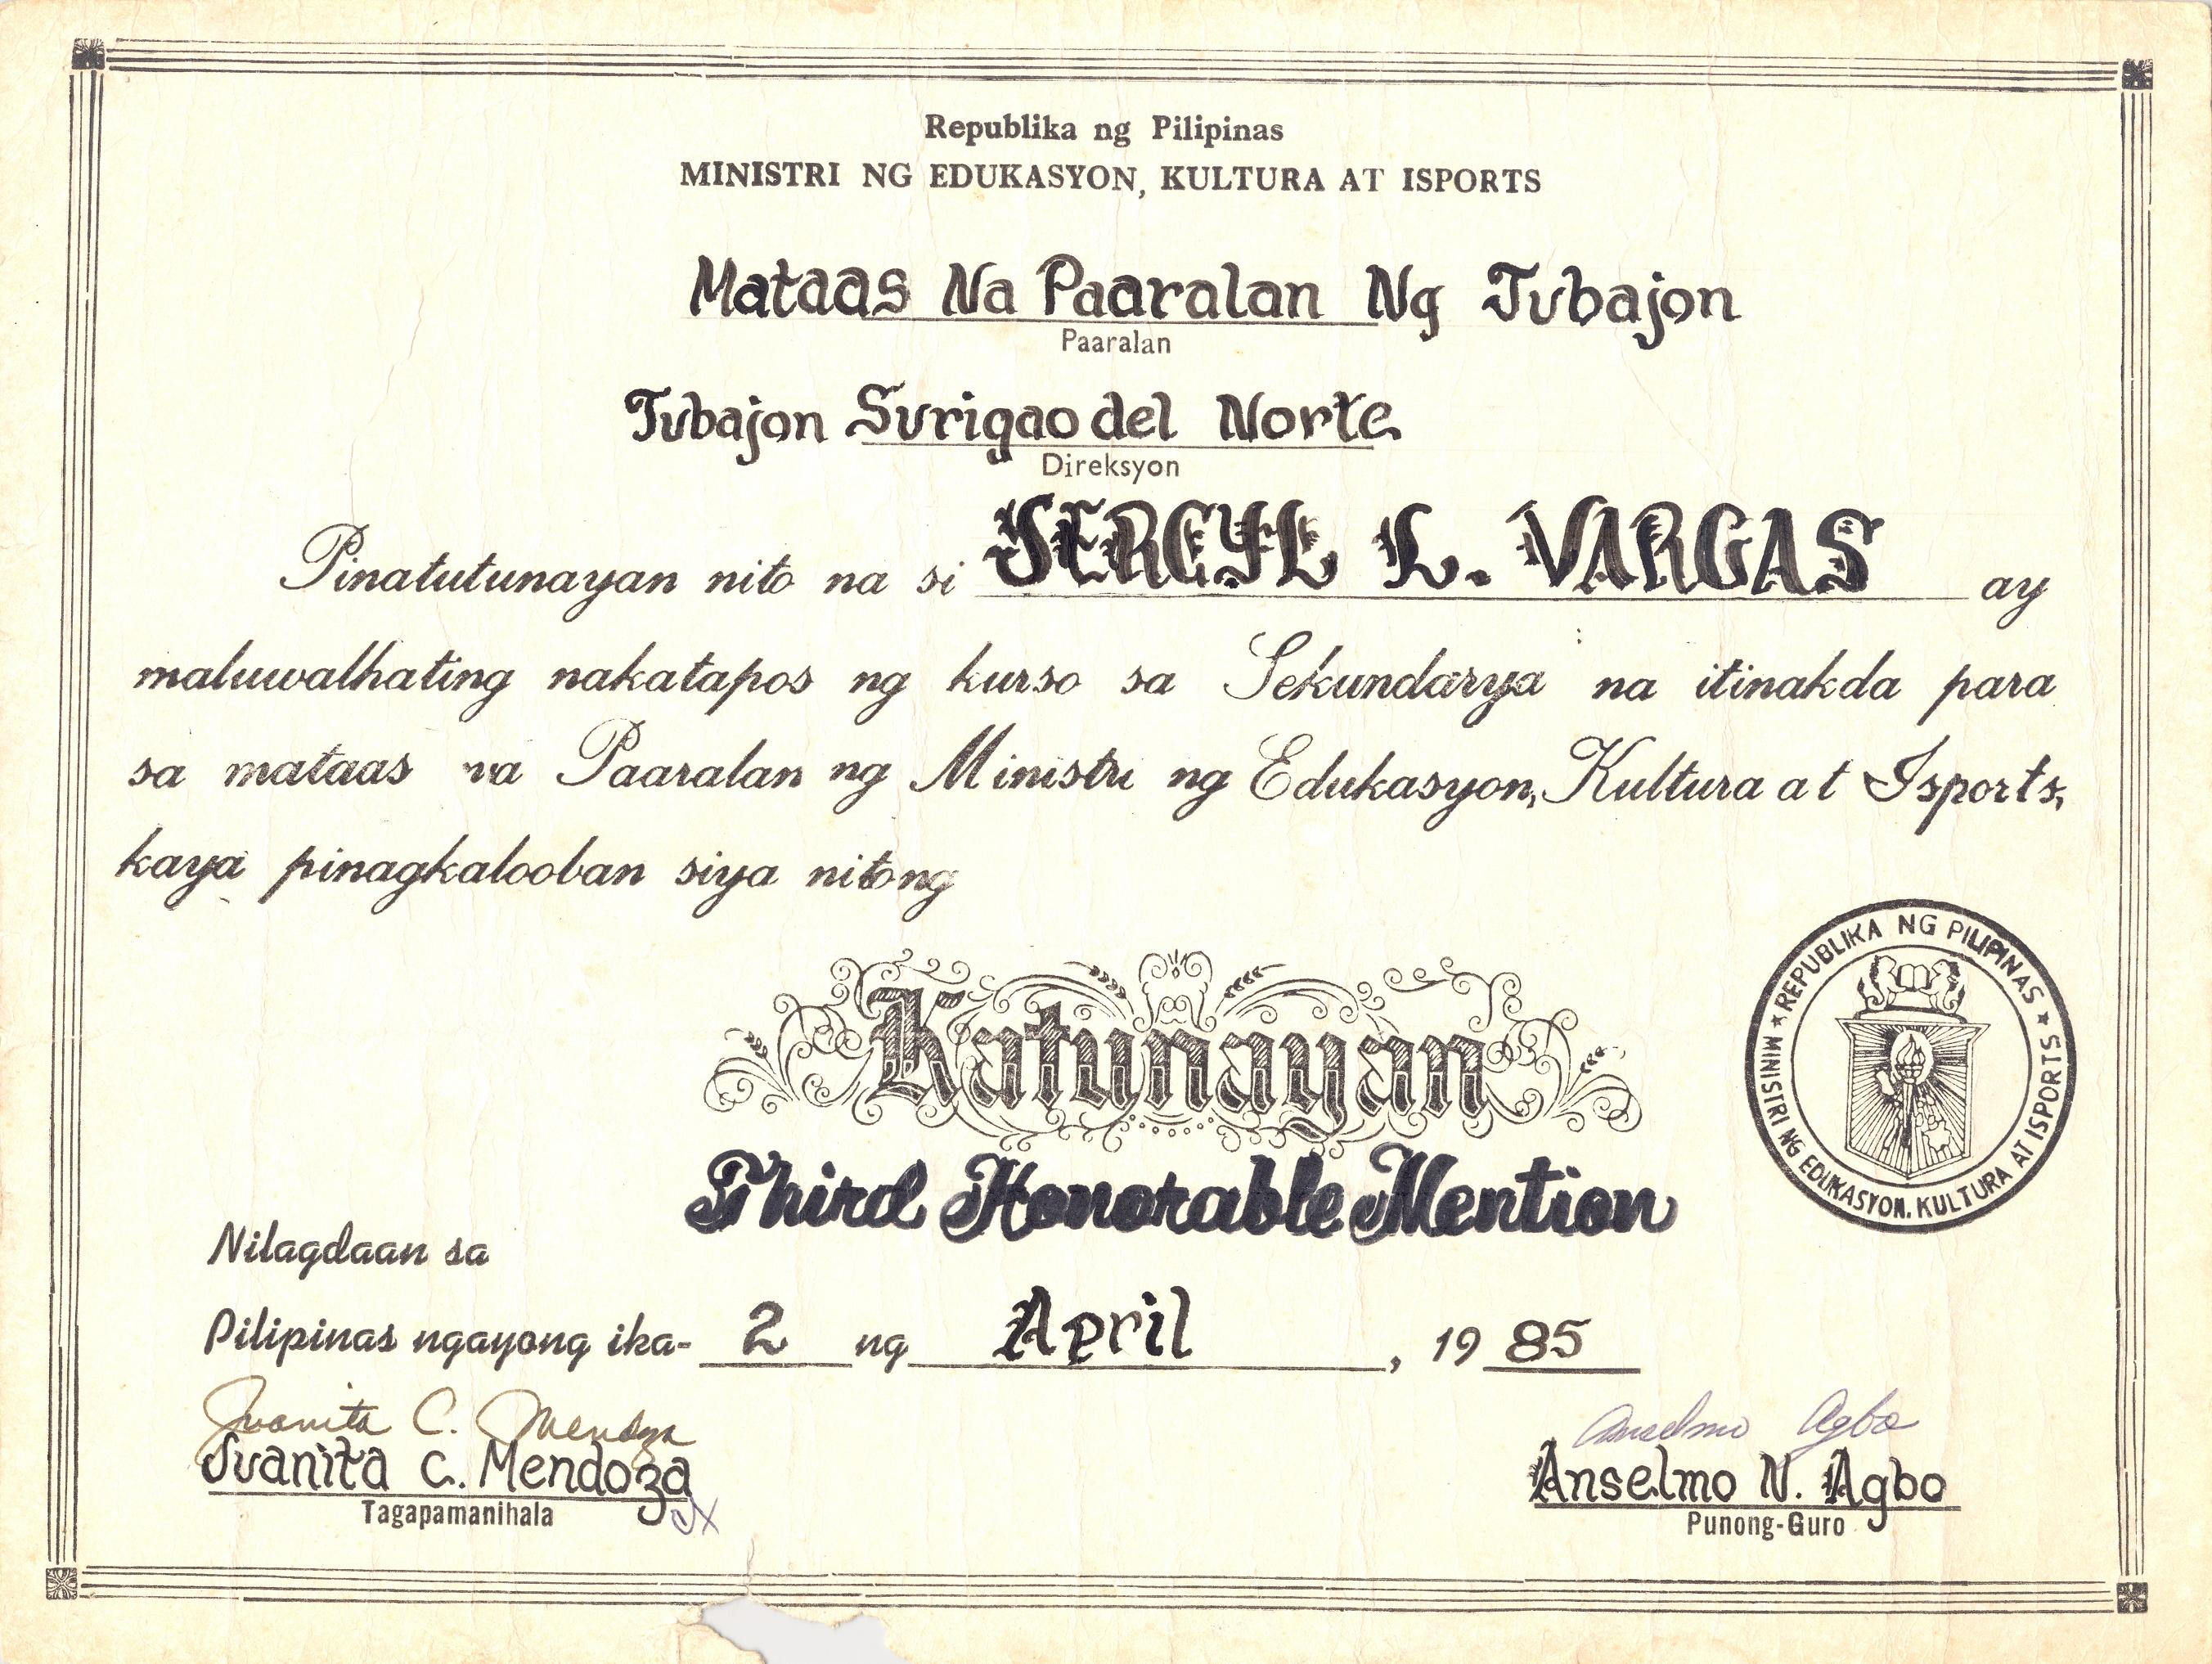 Republika ng Pilipinas
MINISTRI NG EDUKASYON, KULTURA AT ISPORTS
Mataas Na Paaralan Ng Tubajon
Paaralan
Tubajon Surigao del Norte
Direksyon
Pinatutunayan nito na si JERCYL L. VARGAS ay
maluwalhating nakatapos ng kurso sa Sekundarya na itinakda para
sa mataas na Paaralan ng Ministri ng Edukasyon, Kultura at Isports,
kaya pinagkalooban siya nitong
Katunayan
Third Honorable Mention
★ REPUBLIKA NG PILIPINAS ★ MINISTRI NG EDUKASYON, KULTURA AT ISPORTS
Nilagdaan sa
Pilipinas ngayong ika- 2 ng April, 19 85
Juanita C. Mendoza
Juanita C. Mendoza
Tagapamanihala
Anselmo Agbo
Anselmo N. Agbo
Punong-Guro